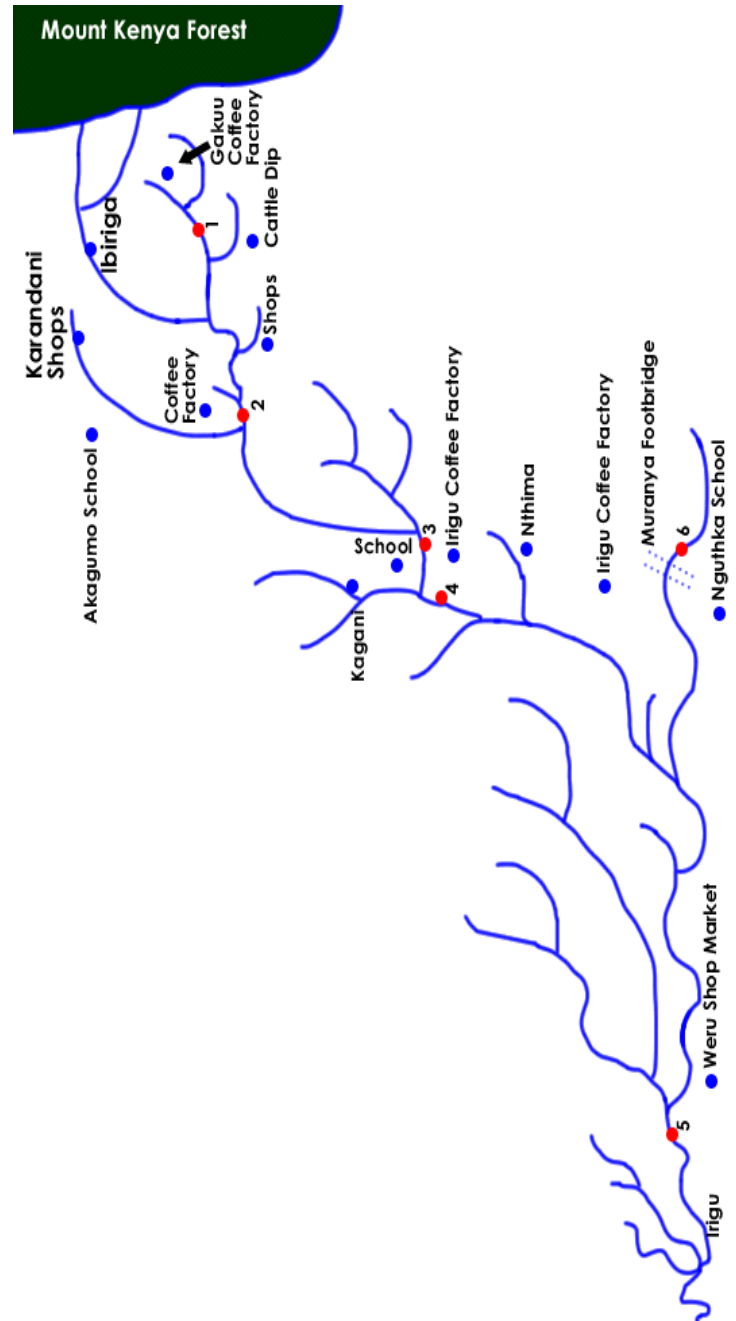 Mount Kenya Forest
Gakuu
Coffee
Factory
Cattle Dip
Ibiriga
1
Karandani
Shops
Shops
Coffee
Factory
2
Akagumo School
Irigu Coffee Factory
3
School
Nthima
Irigu Coffee Factory
Muranya Footbridge
6
Nguthka School
4
Kagani
Weru Shop Market
5
Irigu